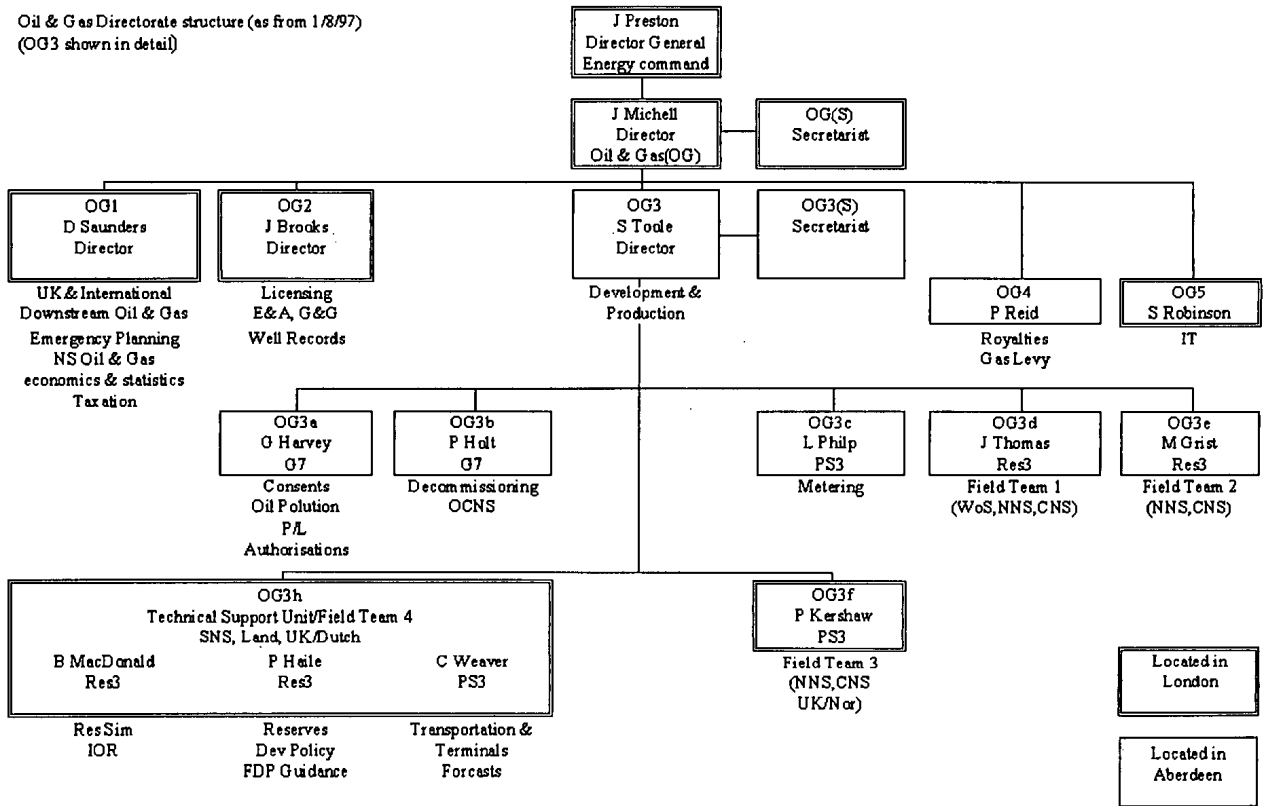 Oil & Gas Directorate structure (as from 1/8/97)
(OG3 shown in detail)
J Preston
Director General
Energy command
J Michell
Director
Oil & Gas(OG)
OG(S)
Secretariat
OG1
D Saunders
Director
UK & International
Downstream Oil & Gas
Emergency Planning
NS Oil & Gas
economics & statistics
Taxation
OG2
J Brooks
Director
Licensing
E&A, G&G
Well Records
OG3
S Toole
Director
Development &
Production
OG3(S)
Secretariat
OG4
P Reid
Royalties
Gas Levy
OG5
S Robinson
IT
OG3a
G Harvey
G7
Consents
Oil Polution
P/L
Authorisations
OG3b
P Holt
G7
Decommissioning
OCNS
OG3c
L Philp
PS3
Metering
OG3d
J Thomas
Res3
Field Team 1
(WoS,NNS,CNS)
OG3e
M Grist
Res3
Field Team 2
(NNS,CNS)
OG3h
Technical Support Unit/Field Team 4
SNS, Land, UK/Dutch
B MacDonald
Res3
P Haile
Res3
C Weaver
PS3
Res Sim
IOR
Reserves
Dev Policy
FDP Guidance
Transportation &
Terminals
Forcasts
OG3f
P Kershaw
PS3
Field Team 3
(NNS,CNS
UK/Nor)
Located in
London
Located in
Aberdeen